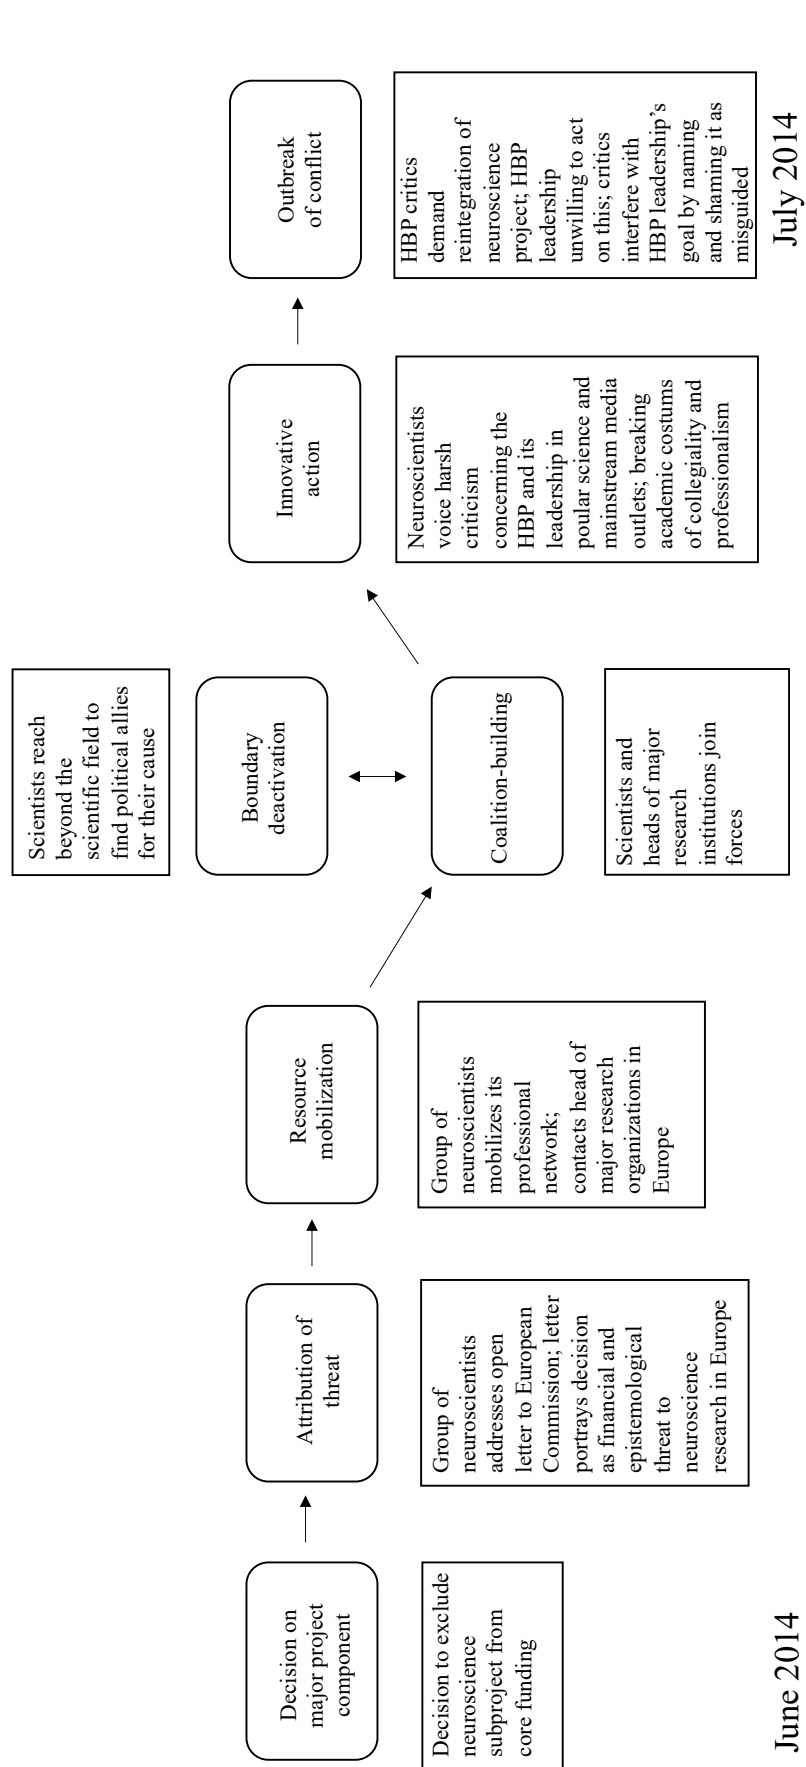 Decision on
major project
component
Decision to exclude
neuroscience
subproject from
core funding
Attribution of
threat
Group of
neuroscientists
addresses open
letter to European
Commission; letter
portrays decision
as financial and
epistemological
threat to
neuroscience
research in Europe
Resource
mobilization
Group of
neuroscientists
mobilizes its
professional
network;
contacts head of
major research
organizations in
Europe
Scientists reach
beyond the
scientific field to
find political allies
for their cause
Boundary
deactivation
Coalition-building
Scientists and
heads of major
research
institutions join
forces
Innovative
action
Neuroscientists
voice harsh
criticism
concerning the
HBP and its
leadership in
poular science and
mainstream media
outlets; breaking
academic costums
of collegiality and
professionalism
Outbreak
of conflict
HBP critics
demand
reintegration of
neuroscience
project; HBP
leadership
unwilling to act
on this; critics
interfere with
HBP leadership's
goal by naming
and shaming it as
misguided
June 2014
July 2014